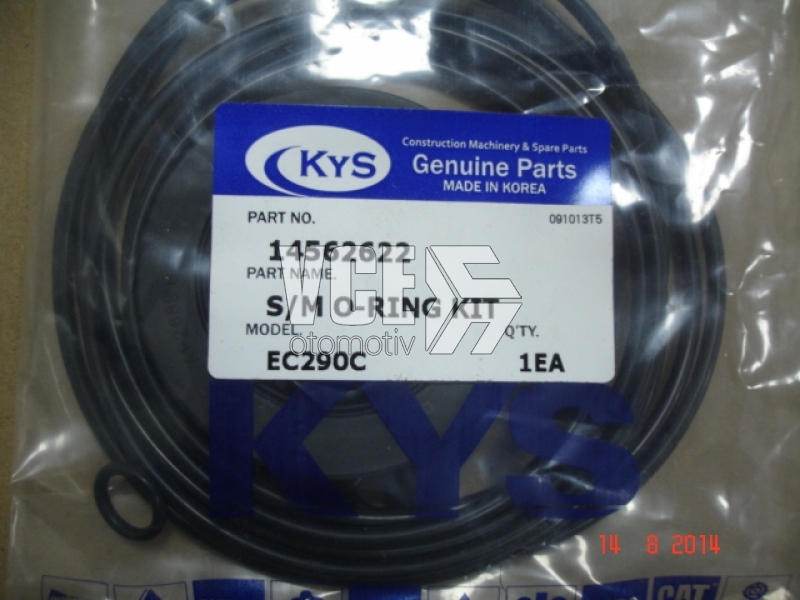 KYS
Construction Machinery & Spare Parts
Genuine Parts
MADE IN KOREA
PART NO.
091013T5
14562622
PART NAME.
S/M O-RING KIT
MODEL.
Q'TY.
EC290C
1EA
VCE
otomotiv
KYS
14 8 2014
CAT